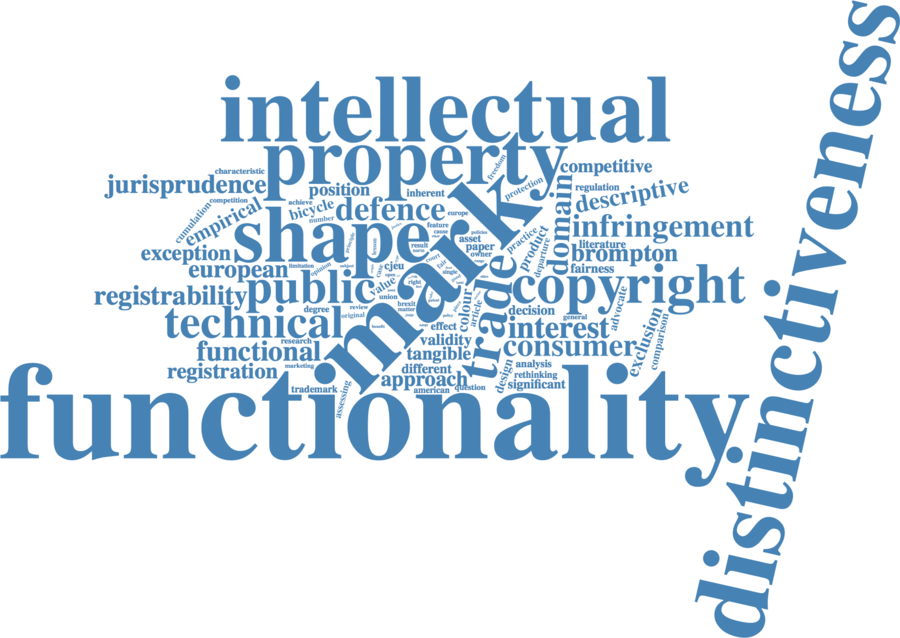 distinctiveness
intellectual
property
competitive
characteristic
freedom
jurisprudence
position
inherent
protection
regulation
descriptive
competition
achieve
bicycle
defence
europe
domain
cumulation
empirical
number
feature
cause
policies
infringement
shape
mark
asset
paper
owner
practice
product
literature
exception
result
departure
brompton
european
limitation
opinion
cjeu
court
fair
single
trade
fairness
registrability
public
value
right
union
copyright
colour
article
advocate
technical
degree
review
original
brexit
matter
decision
general
effect
interest
exclusion
comparison
functional
research
validity
consumer
tangible
registration
marketing
different
design
analysis
rethinking
approach
significant
trademark
assessing
american
question
functionality